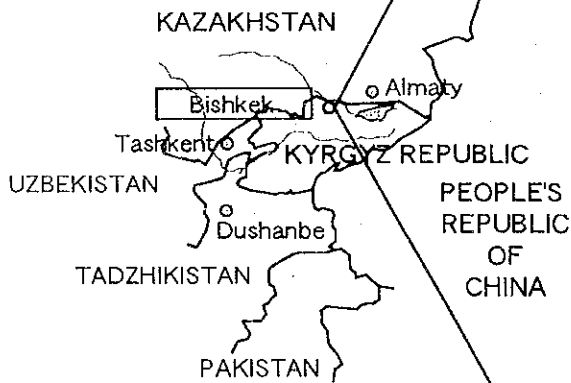 KAZAKHSTAN
Almaty
Bishkek
Tashkent
KYRGYZ REPUBLIC
UZBEKISTAN
PEOPLE'S
REPUBLIC
OF
CHINA
Dushanbe
TADZHIKISTAN
PAKISTAN